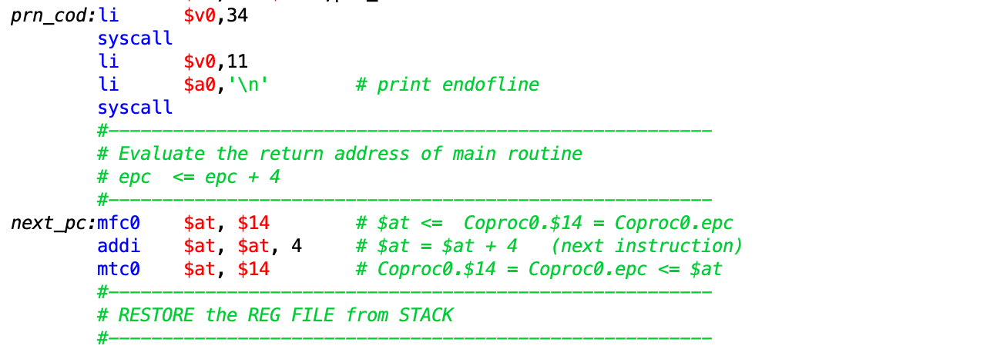 prn_cod:li      $v0,34
        syscall
        li      $v0,11
        li      $a0,'\n'        # print endofline
        syscall
        #--------------------------------------------------------
        # Evaluate the return address of main routine
        # epc  <= epc + 4
        #--------------------------------------------------------
next_pc:mfc0    $at, $14        # $at <=  Coproc0.$14 = Coproc0.epc
        addi    $at, $at, 4     # $at = $at + 4   (next instruction)
        mtc0    $at, $14        # Coproc0.$14 = Coproc0.epc <= $at
        #--------------------------------------------------------
        # RESTORE the REG FILE from STACK
        #--------------------------------------------------------